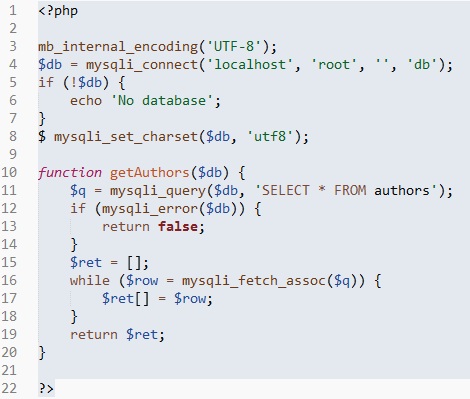 1 <?php
2
3 mb_internal_encoding('UTF-8');
4 $db = mysqli_connect('localhost', 'root', '', 'db');
5 if (!$db) {
6     echo 'No database';
7 }
8 $ mysqli_set_charset($db, 'utf8');
9
10 function getAuthors($db) {
11     $q = mysqli_query($db, 'SELECT * FROM authors');
12     if (mysqli_error($db)) {
13         return false;
14     }
15     $ret = [];
16     while ($row = mysqli_fetch_assoc($q)) {
17         $ret[] = $row;
18     }
19     return $ret;
20 }
21
22 ?>